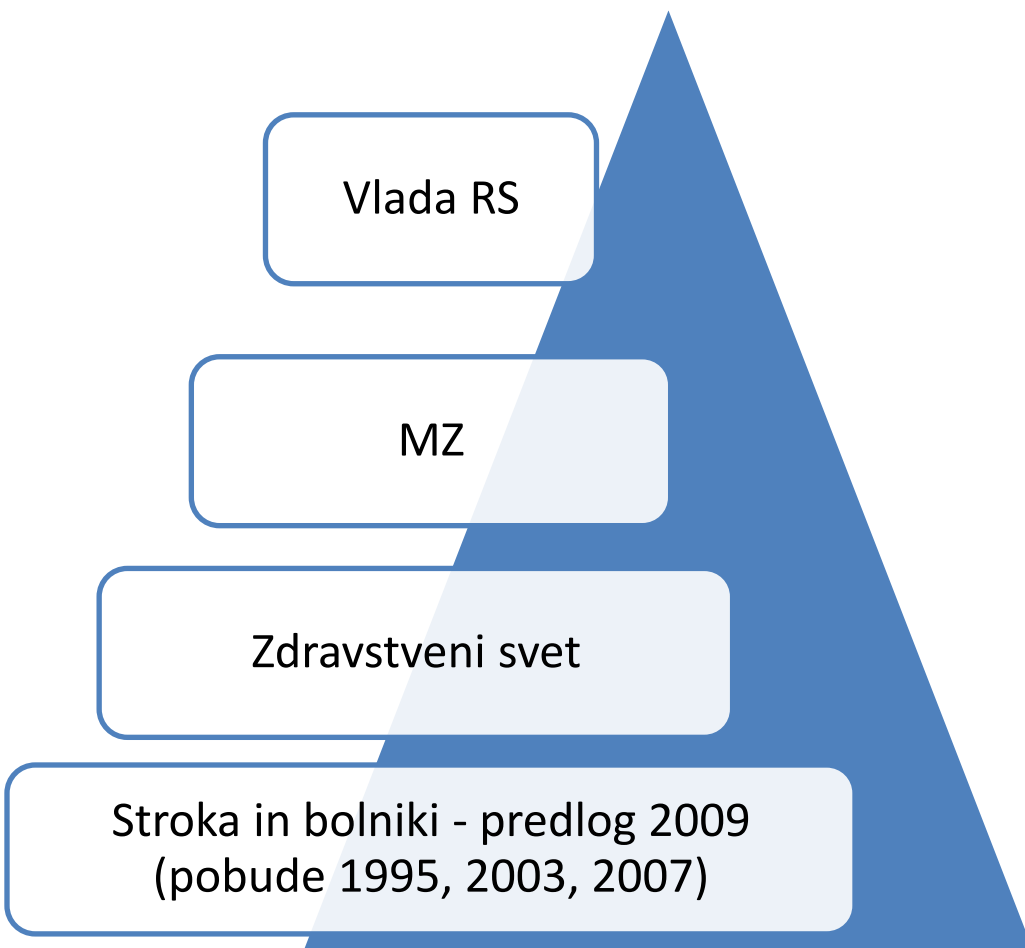 Vlada RS
MZ
Zdravstveni svet
Stroka in bolniki - predlog 2009
(pobude 1995, 2003, 2007)